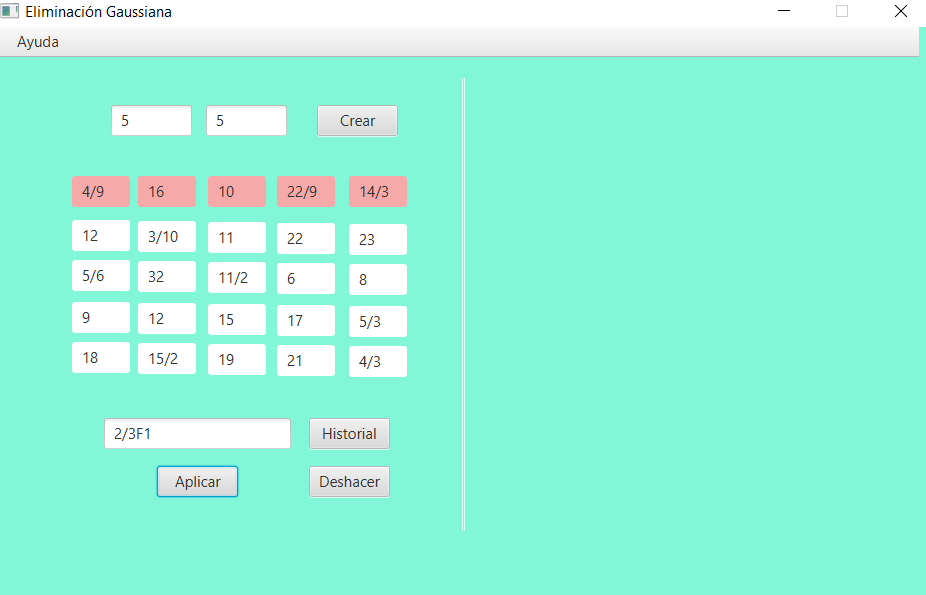 Eliminación Gaussiana
Ayuda
5 5 Crear
4/9 16 10 22/9 14/3
12 3/10 11 22 23
5/6 32 11/2 6 8
9 12 15 17 5/3
18 15/2 19 21 4/3
2/3F1 Historial
Aplicar Deshacer